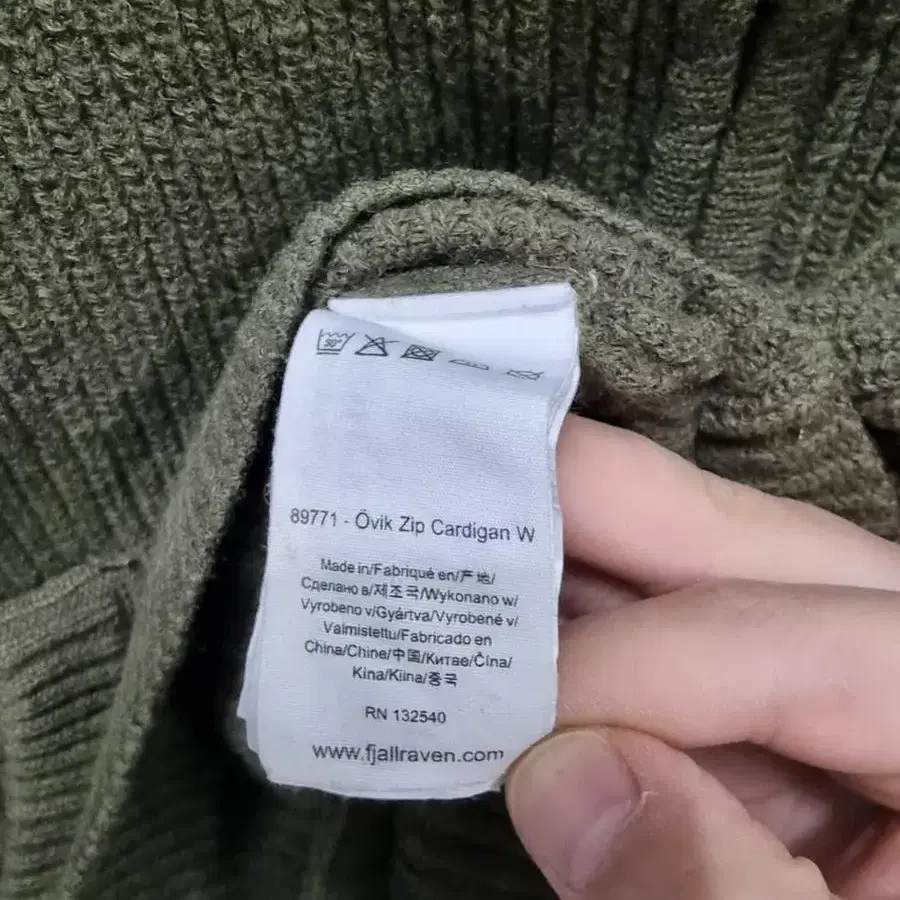 30°
89771 - Övik Zip Cardigan W
Made in/Fabriqué en/产地/
Сделано в/제조국/Wykonano w/
Vyrobeno v/Gyártva/Vyrobené v/
Valmistettu/Fabricado en
China/Chine/中国/Китае/Čína/
Kina/Kiina/중국
RN 132540
www.fjallraven.com